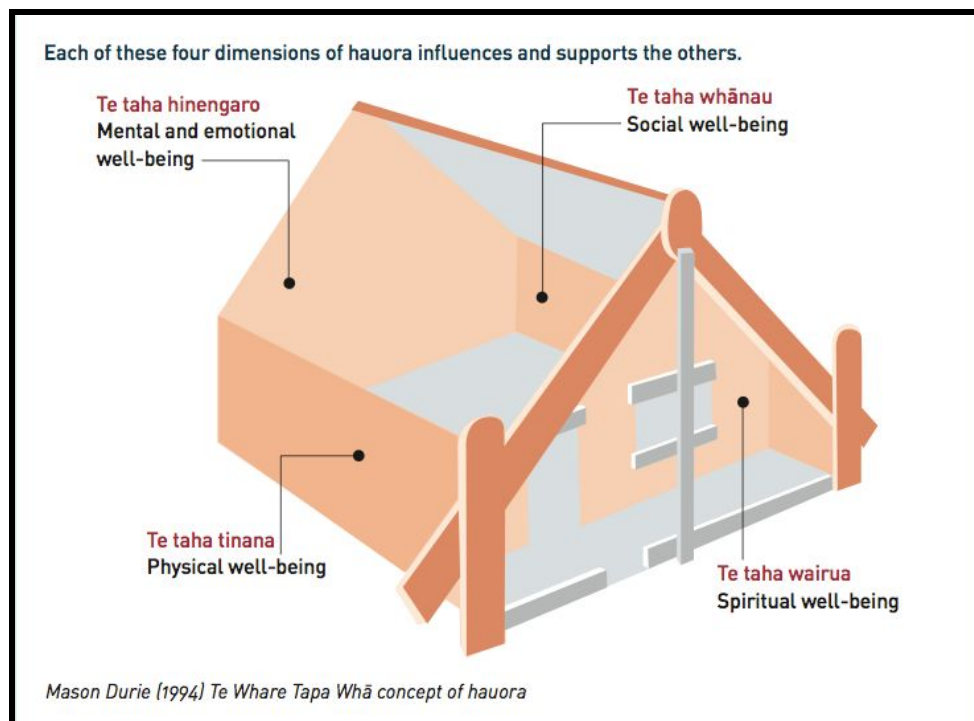 Each of these four dimensions of hauora influences and supports the others.
Te taha hinengaro
Mental and emotional
well-being
Te taha whānau
Social well-being
Te taha tinana
Physical well-being
Te taha wairua
Spiritual well-being
Mason Durie (1994) Te Whare Tapa Whā concept of hauora